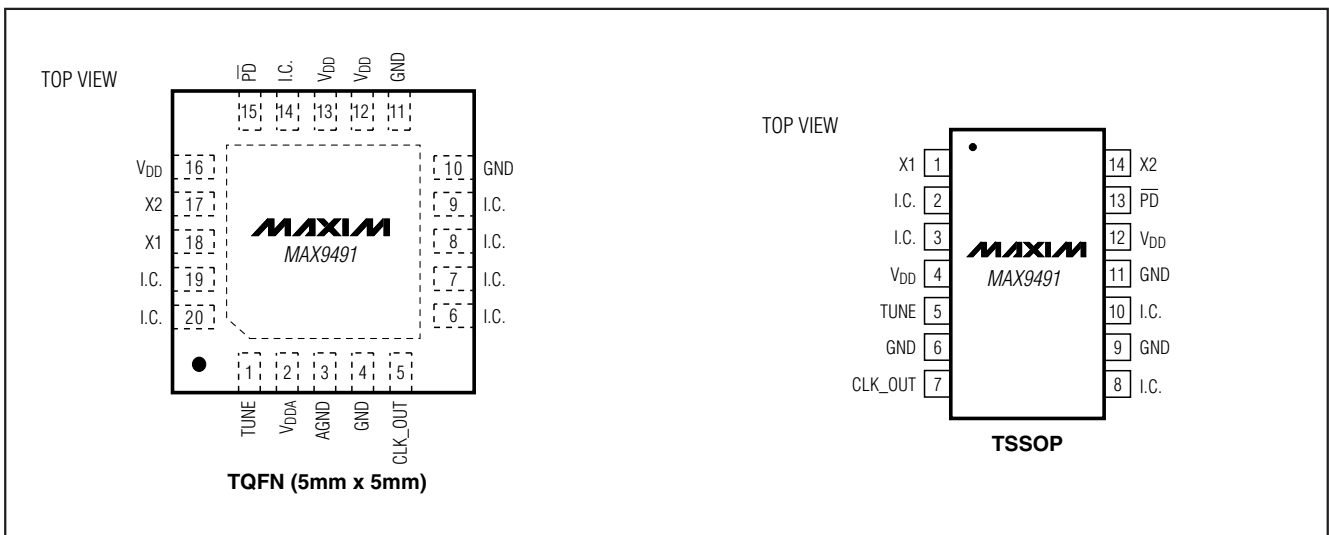 TOP VIEW
P̅D̅ I.C. VDD VDD GND
15 14 13 12 11
VDD 16
X2 17
X1 18
I.C. 19
I.C. 20
10 GND
9 I.C.
8 I.C.
7 I.C.
6 I.C.
MAXIM
MAX9491
1 2 3 4 5
TUNE VDDA AGND GND CLK_OUT
TQFN (5mm x 5mm)
TOP VIEW
X1 1
I.C. 2
I.C. 3
VDD 4
TUNE 5
GND 6
CLK_OUT 7
MAXIM
MAX9491
14 X2
13 P̅D̅
12 VDD
11 GND
10 I.C.
9 GND
8 I.C.
TSSOP